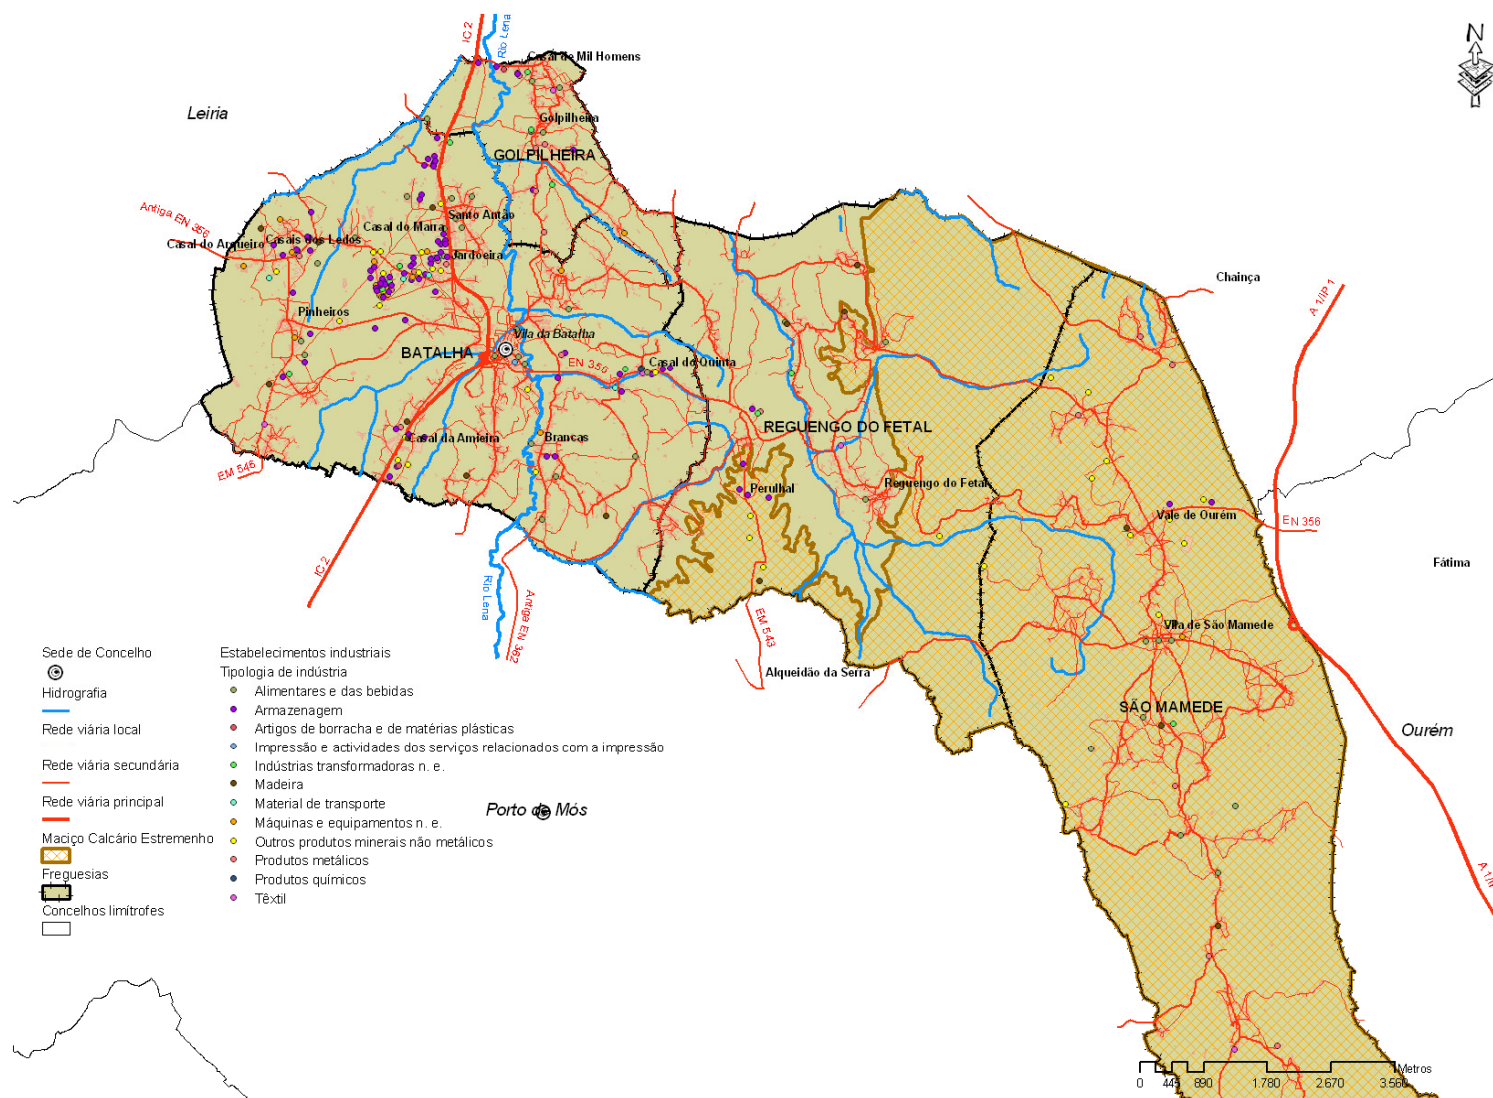 N
IC 2
Rio Lena
Casal de Mil Homens
Leiria
Golpilheira
GOLPILHEIRA
Antiga EN 356
Santo Antão
Casal do Marra
Casal do Arqueiro
Casais dos Ledos
Jardoeira
Chainça
A 1/IP 1
Pinheiros
Vila da Batalha
BATALHA
EN 356
Casal do Quinta
REGUENGO DO FETAL
Casal da Amieira
Brancas
EM 545
Perulhal
Reguengo do Fetal
Vale de Ourém
EN 356
Fátima
IC 2
Rio Lena
Antiga EN 362
EM 543
Vila de São Mamede
Alqueidão da Serra
SÃO MAMEDE
Ourém
Porto de Mós
A 1/I
Sede de Concelho
Hidrografia
Rede viária local
Rede viária secundária
Rede viária principal
Maciço Calcário Estremenho
Freguesias
Concelhos limítrofes
Estabelecimentos industriais
Tipologia de indústria
Alimentares e das bebidas
Armazenagem
Artigos de borracha e de matérias plásticas
Impressão e actividades dos serviços relacionados com a impressão
Indústrias transformadoras n. e.
Madeira
Material de transporte
Máquinas e equipamentos n. e.
Outros produtos minerais não metálicos
Produtos metálicos
Produtos químicos
Têxtil
Metros
0 445 890 1.780 2.670 3.560